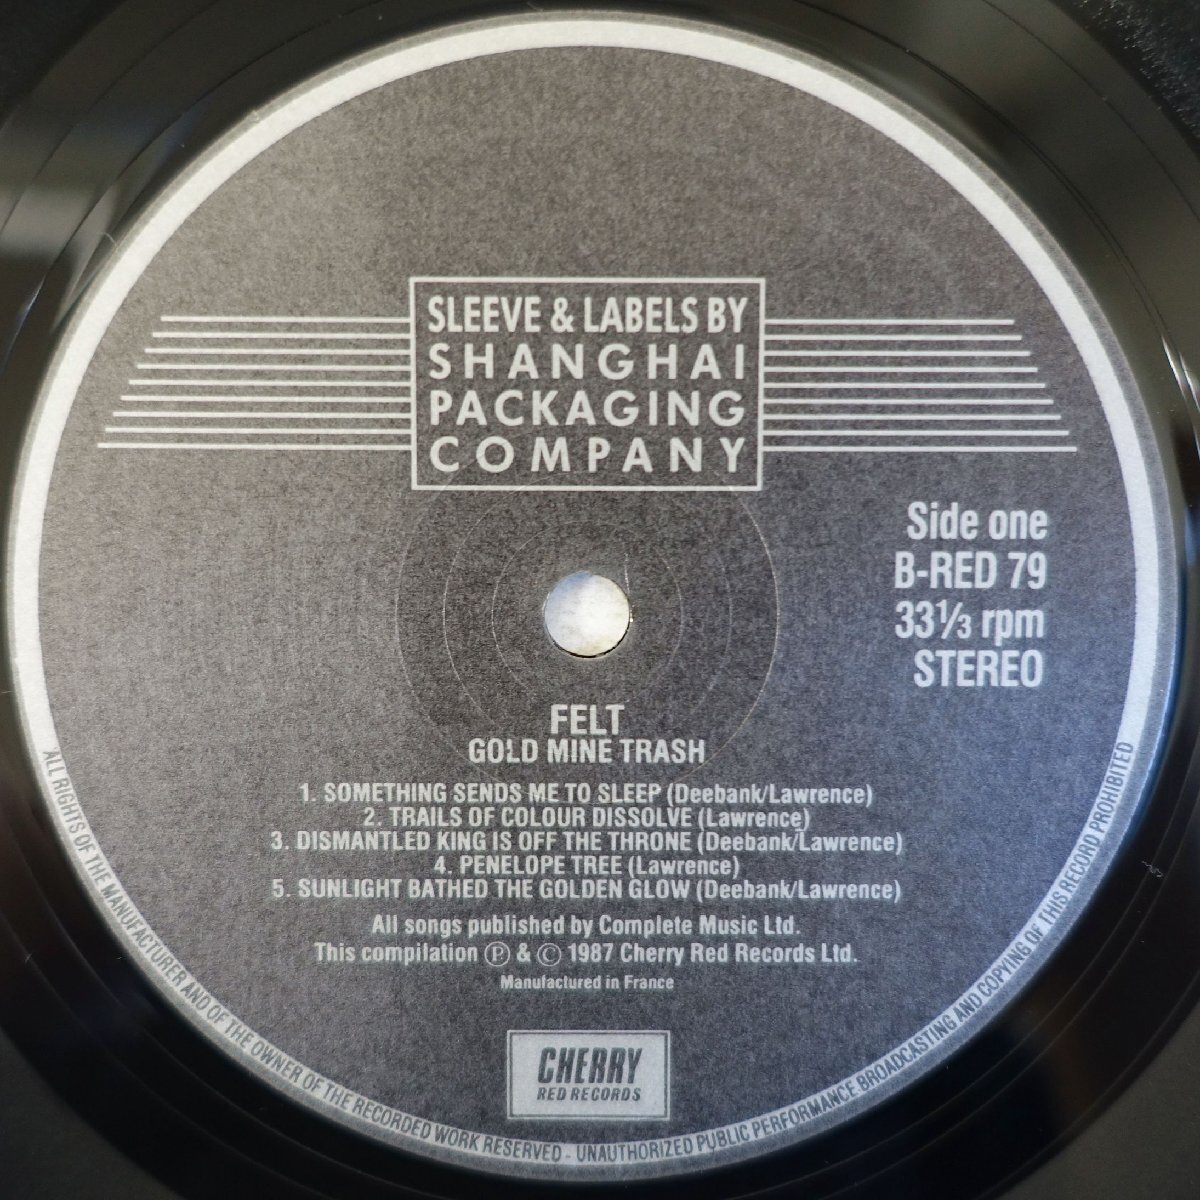 SLEEVE & LABELS BY
SHANGHAI
PACKAGING
COMPANY
Side one
B-RED 79
33⅓ rpm
STEREO
FELT
GOLD MINE TRASH
1. SOMETHING SENDS ME TO SLEEP (Deebank/Lawrence)
2. TRAILS OF COLOUR DISSOLVE (Lawrence)
3. DISMANTLED KING IS OFF THE THRONE (Deebank/Lawrence)
4. PENELOPE TREE (Lawrence)
5. SUNLIGHT BATHED THE GOLDEN GLOW (Deebank/Lawrence)
All songs published by Complete Music Ltd.
This compilation ℗ & © 1987 Cherry Red Records Ltd.
Manufactured in France
CHERRY
RED RECORDS
ALL RIGHTS OF THE MANUFACTURER AND OF THE OWNER OF THE RECORDED WORK RESERVED - UNAUTHORIZED PUBLIC PERFORMANCE BROADCASTING AND COPYING OF THIS RECORD PROHIBITED